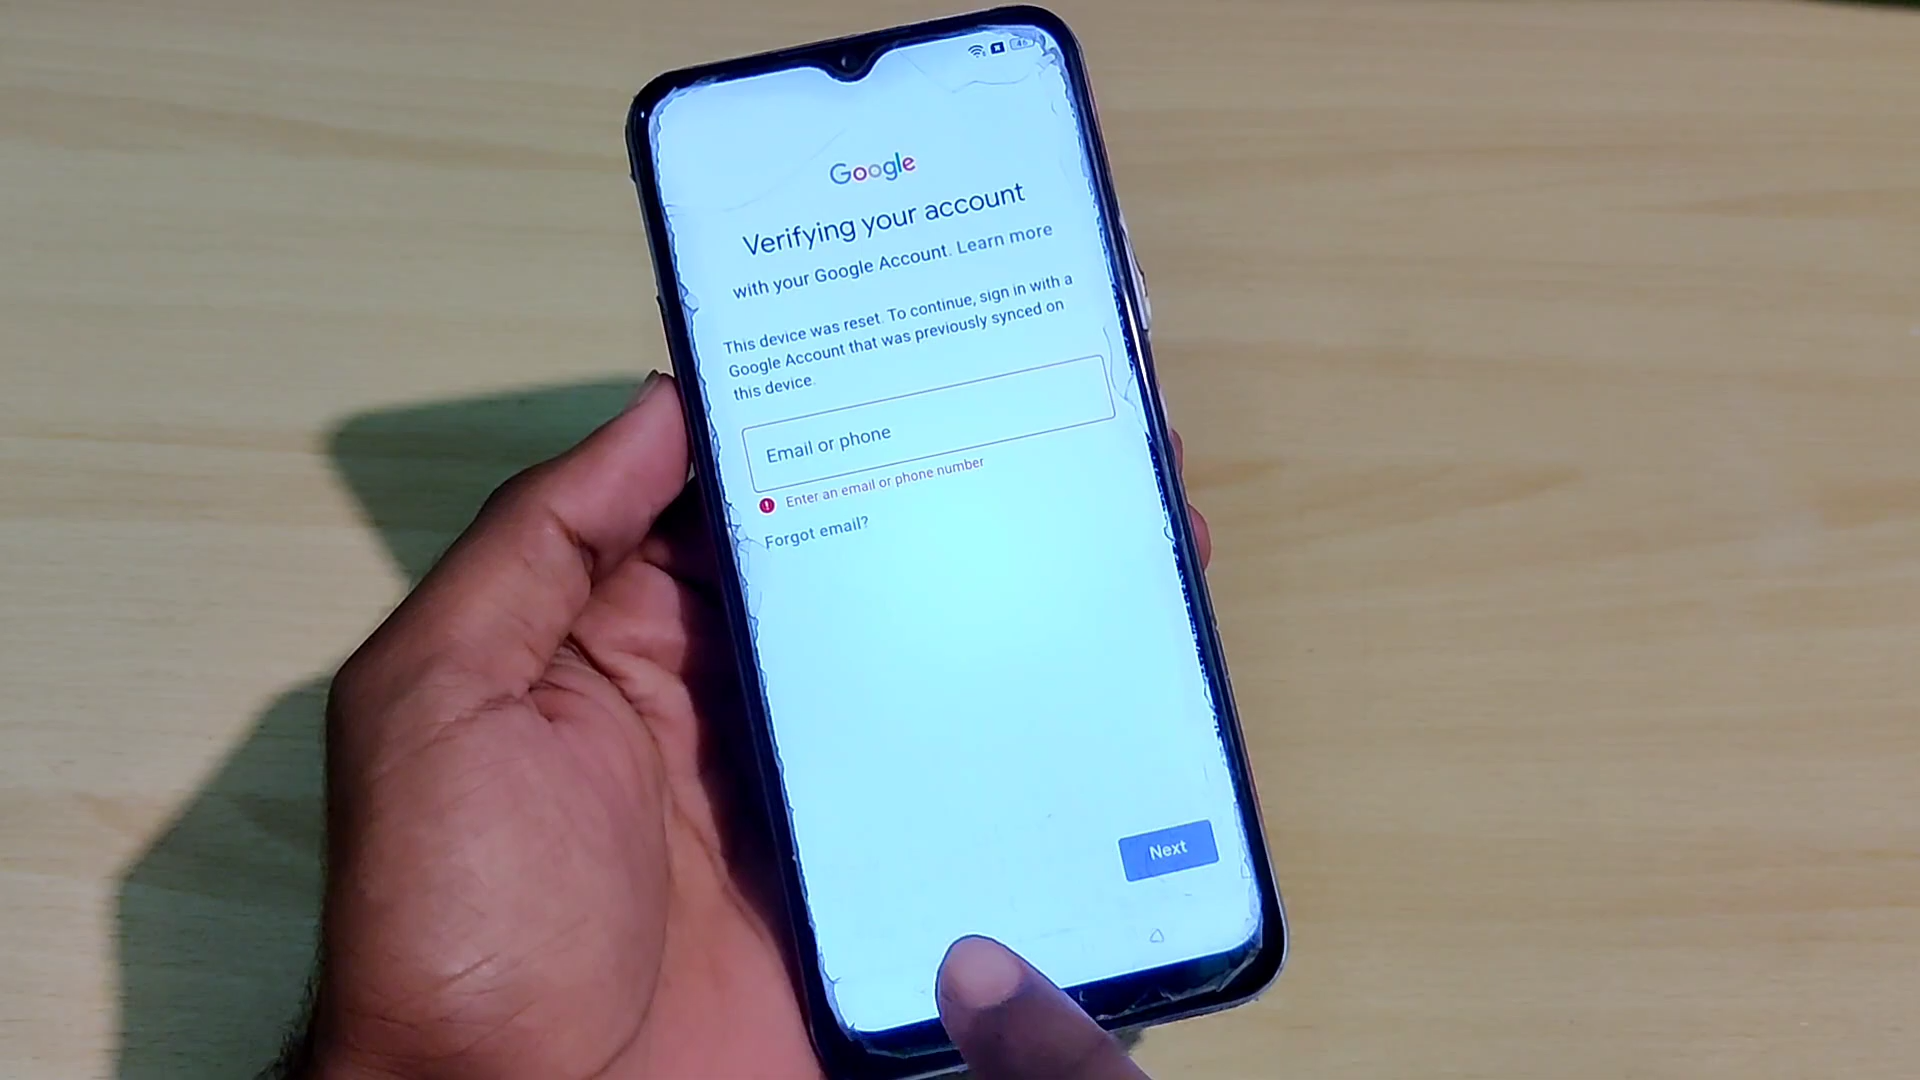 46
Google
Verifying your account
with your Google Account. Learn more
This device was reset. To continue, sign in with a
Google Account that was previously synced on
this device.
Email or phone
Enter an email or phone number
Forgot email?
Next